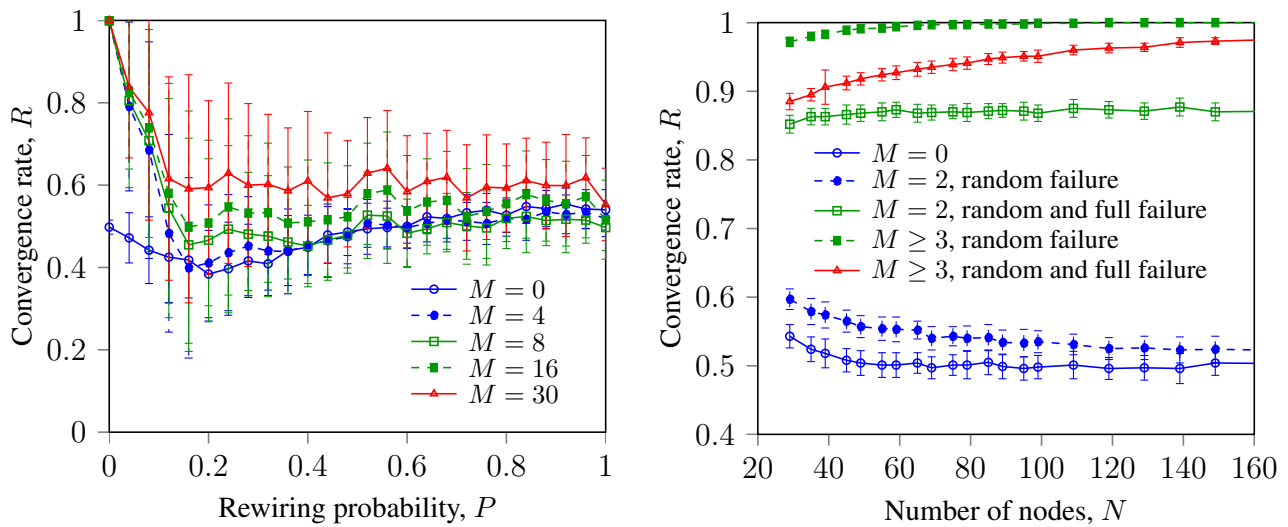 Convergence rate, R
1
0.8
0.6
0.4
0.2
0
M = 0
M = 4
M = 8
M = 16
M = 30
0 0.2 0.4 0.6 0.8 1
Rewiring probability, P
Convergence rate, R
1
0.9
0.8
0.7
0.6
0.5
0.4
M = 0
M = 2, random failure
M = 2, random and full failure
M ≥ 3, random failure
M ≥ 3, random and full failure
20 40 60 80 100 120 140 160
Number of nodes, N